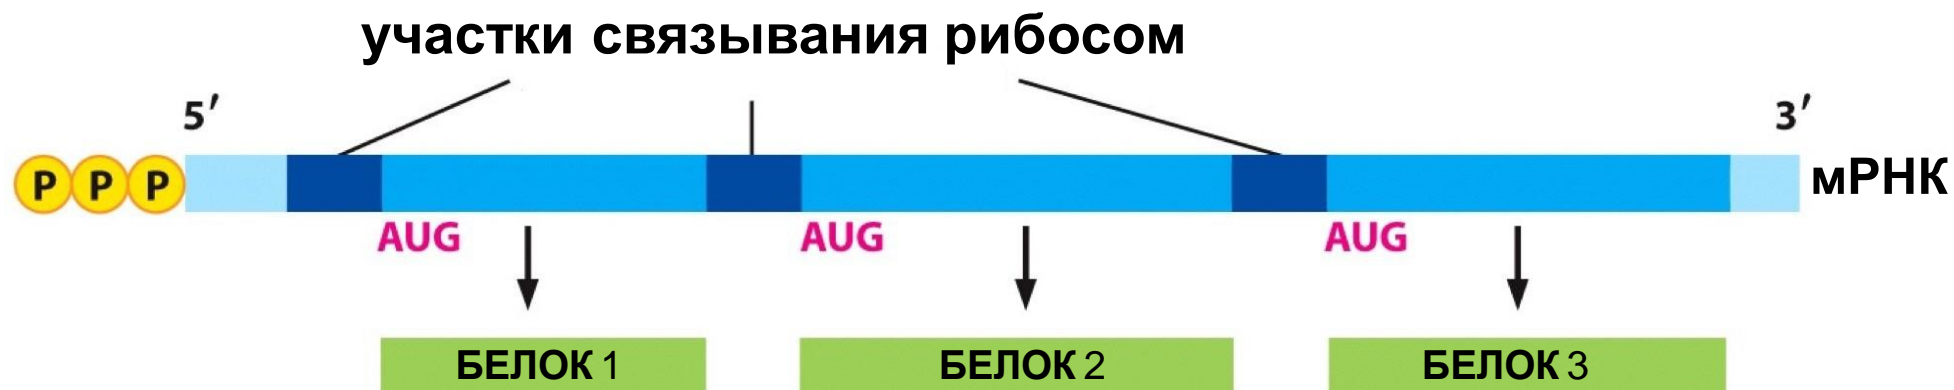 участки связывания рибосом
5′ 3′
P P P мРНК
AUG AUG AUG
БЕЛОК 1 БЕЛОК 2 БЕЛОК 3